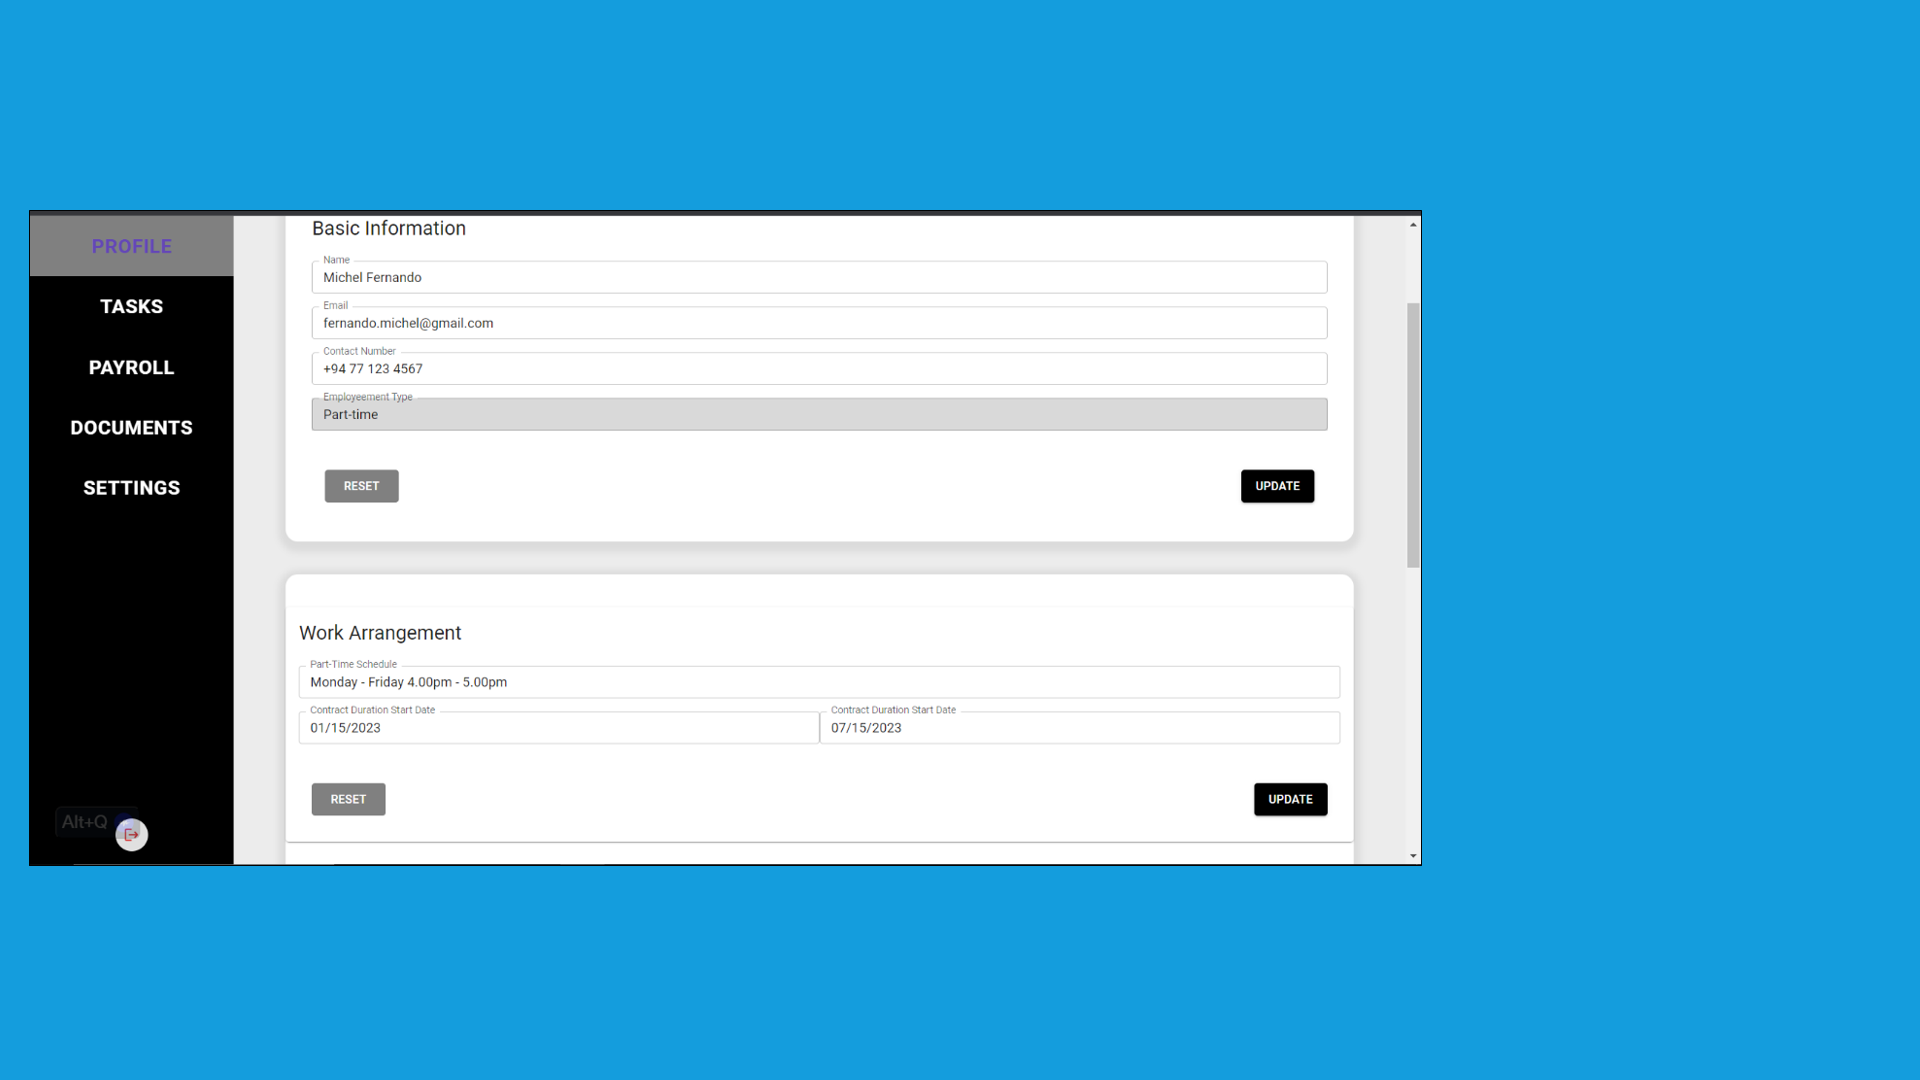 PROFILE
TASKS
PAYROLL
DOCUMENTS
SETTINGS
Alt+Q
Basic Information
Name
Michel Fernando
Email
fernando.michel@gmail.com
Contact Number
+94 77 123 4567
Employeement Type
Part-time
RESET
UPDATE
Work Arrangement
Part-Time Schedule
Monday - Friday 4.00pm - 5.00pm
Contract Duration Start Date
01/15/2023
Contract Duration Start Date
07/15/2023
RESET
UPDATE